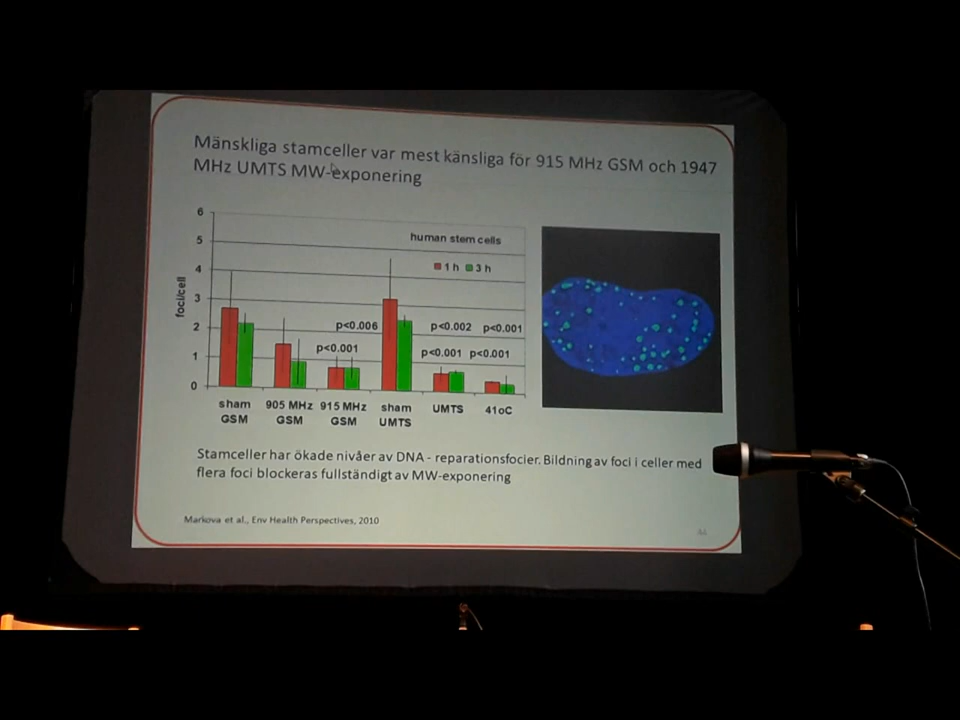 Mänskliga stamceller var mest känsliga för 915 MHz GSM och 1947
MHz UMTS MW-exponering
6
5
4
3
2
1
0
foci/cell
human stem cells
1 h 3 h
p<0.006 p<0.002 p<0.001
p<0.001 p<0.001 p<0.001
sham 905 MHz 915 MHz sham UMTS 41oC
GSM GSM GSM UMTS
Stamceller har ökade nivåer av DNA - reparationsfocier. Bildning av foci i celler med
flera foci blockeras fullständigt av MW-exponering
Markova et al., Env Health Perspectives, 2010